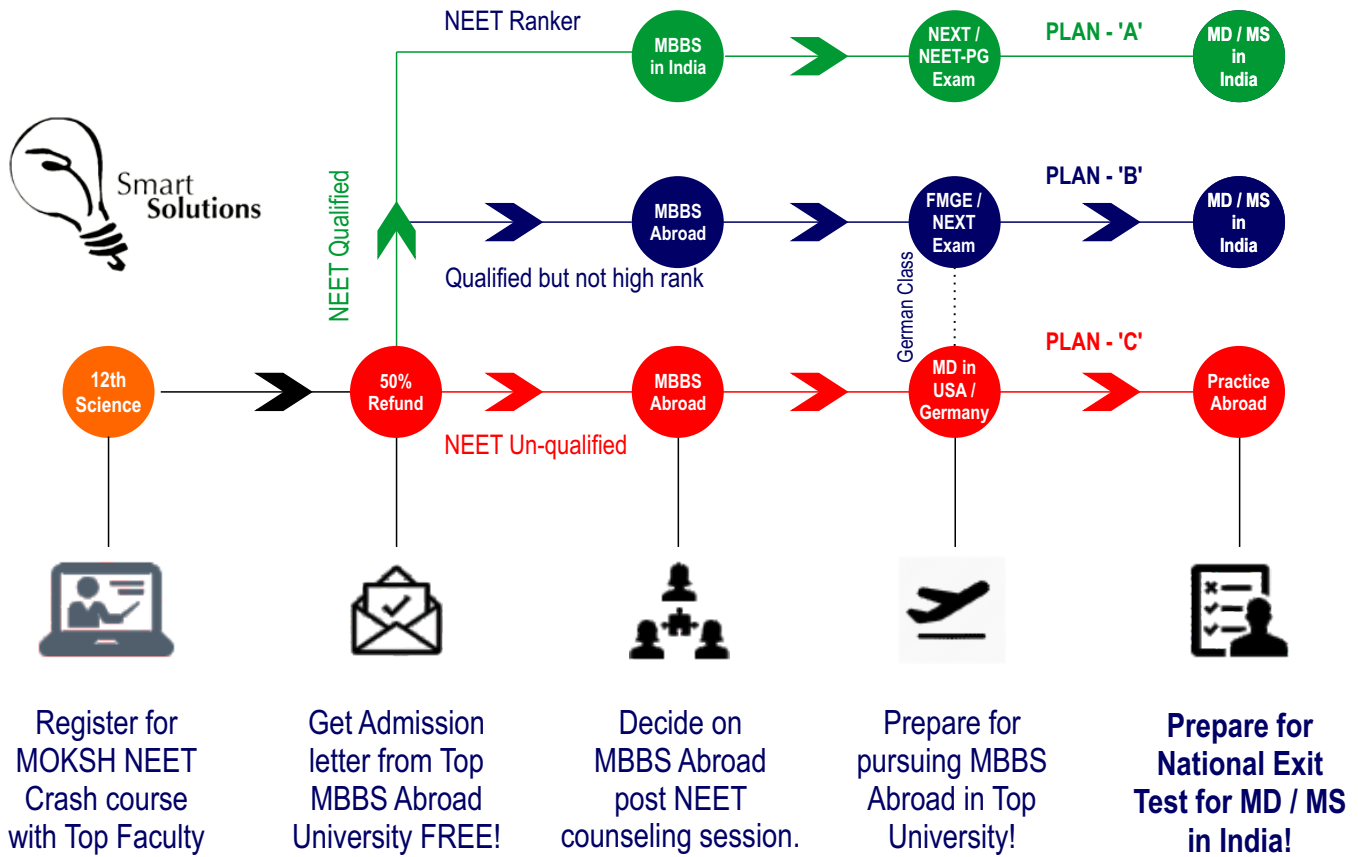 NEET Ranker
MBBS
in India
NEXT /
NEET-PG
Exam
PLAN - 'A'
MD / MS
in
India
Smart
Solutions
NEET Qualified
MBBS
Abroad
FMGE /
NEXT
Exam
PLAN - 'B'
MD / MS
in
India
Qualified but not high rank
German Class
12th
Science
50%
Refund
MBBS
Abroad
MD in
USA /
Germany
PLAN - 'C'
Practice
Abroad
NEET Un-qualified
Register for
MOKSH NEET
Crash course
with Top Faculty
Get Admission
letter from Top
MBBS Abroad
University FREE!
Decide on
MBBS Abroad
post NEET
counseling session.
Prepare for
pursuing MBBS
Abroad in Top
University!
Prepare for
National Exit
Test for MD / MS
in India!